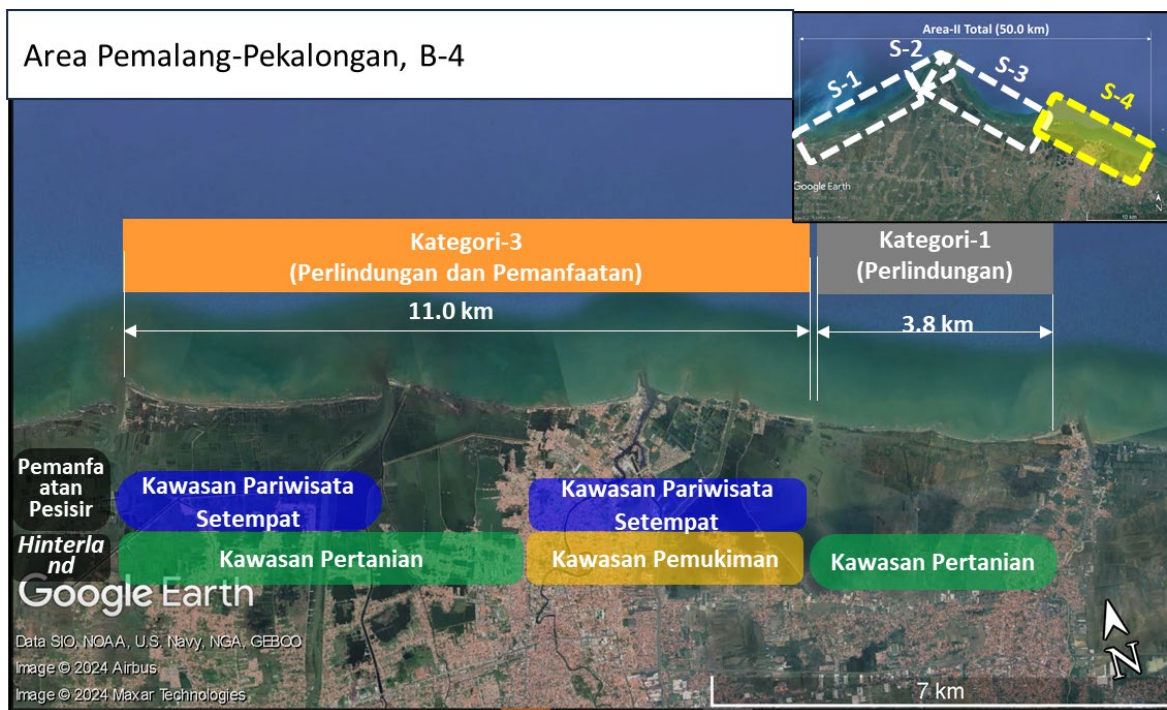 Area Pemalang-Pekalongan, B-4
Area-II Total (50.0 km)
S-1
S-2
S-3
S-4
Google Earth
N
10 km
Kategori-3
(Perlindungan dan Pemanfaatan)
11.0 km
Kategori-1
(Perlindungan)
3.8 km
Pemanfa
atan
Pesisir
Kawasan Pariwisata
Setempat
Kawasan Pariwisata
Setempat
Hinterla
nd
Kawasan Pertanian
Kawasan Pemukiman
Kawasan Pertanian
Google Earth
Data SIO, NOAA, U.S. Navy, NGA, GEBCO
Image © 2024 Airbus
Image © 2024 Maxar Technologies
7 km
N